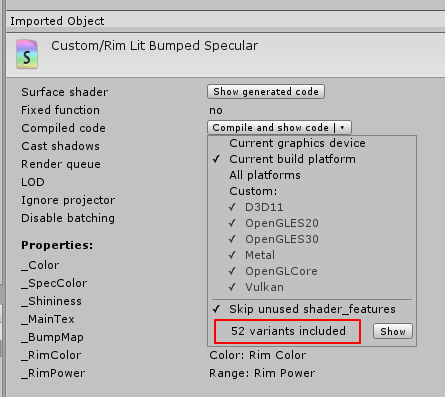 Imported Object
S
Custom/Rim Lit Bumped Specular
Surface shader Show generated code
Fixed function no
Compiled code Compile and show code | ▾
Cast shadows Current graphics device
Render queue ✓ Current build platform
LOD All platforms
Ignore projector Custom:
Disable batching ✓ D3D11
✓ OpenGLES20
Properties: ✓ OpenGLES30
_Color ✓ Metal
_SpecColor ✓ OpenGLCore
_Shininess ✓ Vulkan
_MainTex ✓ Skip unused shader_features
_BumpMap 52 variants included Show
_RimColor Color: Rim Color
_RimPower Range: Rim Power